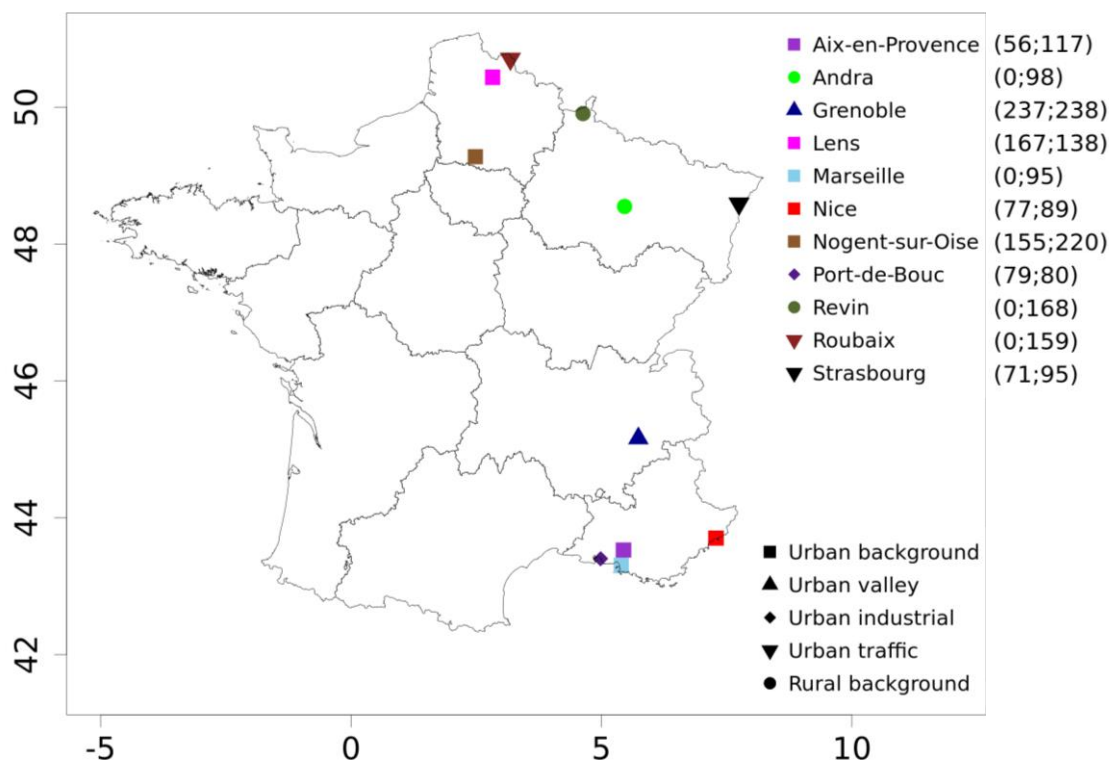 Aix-en-Provence (56;117)
Andra (0;98)
Grenoble (237;238)
Lens (167;138)
Marseille (0;95)
Nice (77;89)
Nogent-sur-Oise (155;220)
Port-de-Bouc (79;80)
Revin (0;168)
Roubaix (0;159)
Strasbourg (71;95)
50
48
46
44
42
Urban background
Urban valley
Urban industrial
Urban traffic
Rural background
-5 0 5 10